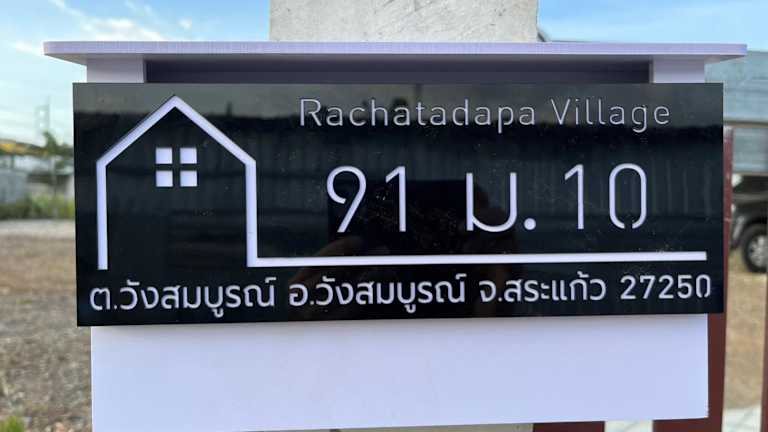 Rachatadapa Village
91 ม. 10
ต.วังสมบูรณ์ อ.วังสมบูรณ์ จ.สระแก้ว 27250